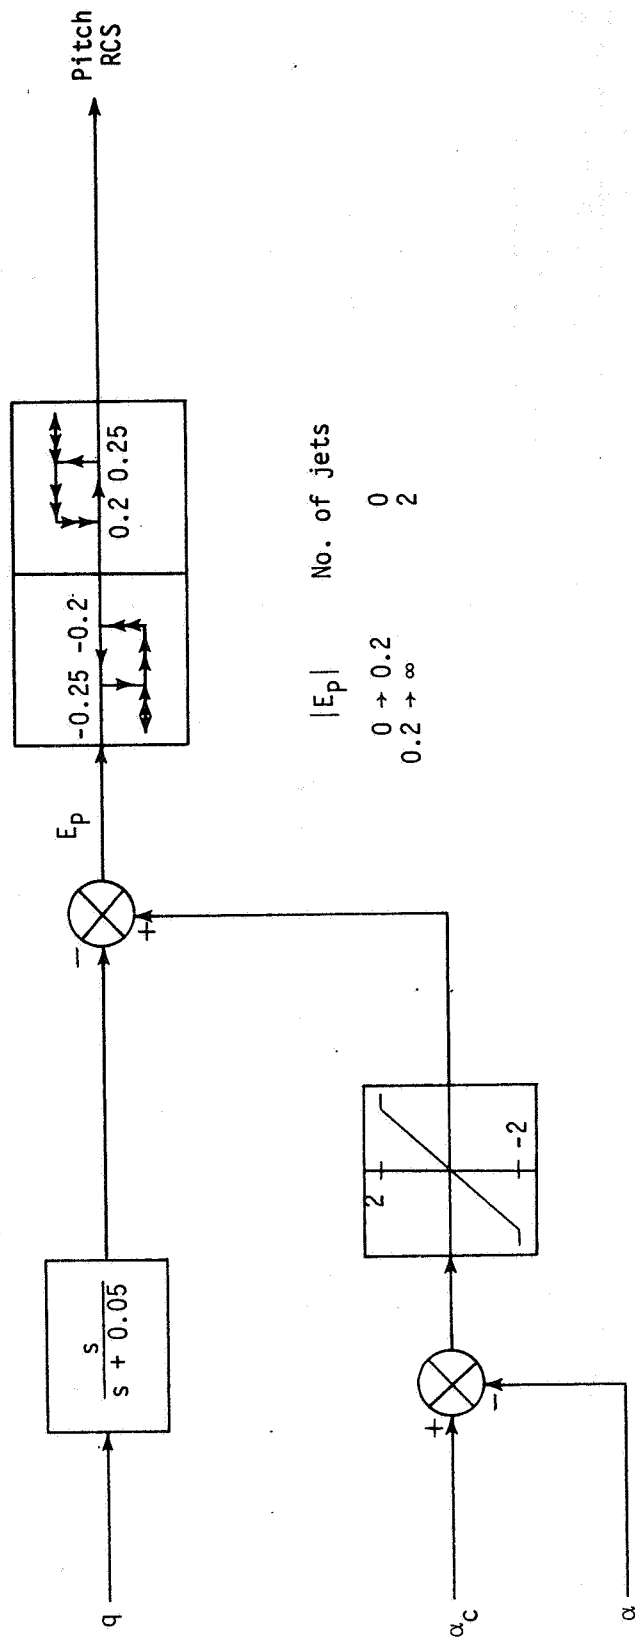 q
s
s + 0.05
−
+
E_p
-0.25 -0.2
0.2 0.25
Pitch
RCS
α_c
+
−
α
2
-2
|E_p| No. of jets
0 → 0.2 0
0.2 → ∞ 2